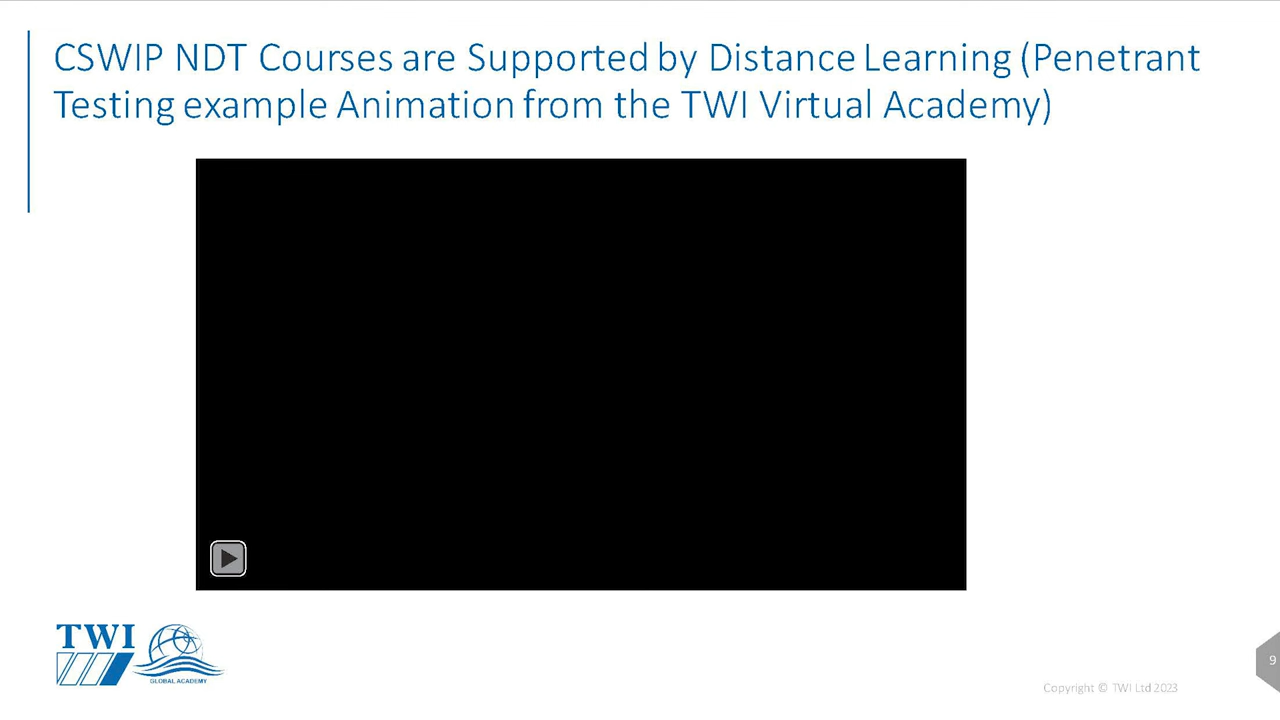 CSWIP NDT Courses are Supported by Distance Learning (Penetrant
Testing example Animation from the TWI Virtual Academy)
TWI
GLOBAL ACADEMY
Copyright © TWI Ltd 2023
9